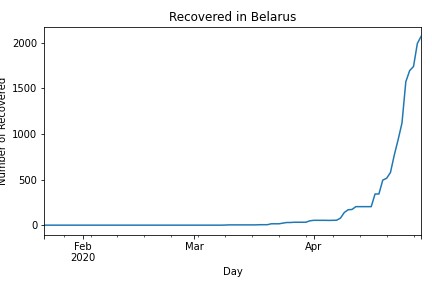 Recovered in Belarus
Number of Recovered
2000
1500
1000
500
0
Feb
2020
Mar
Apr
Day